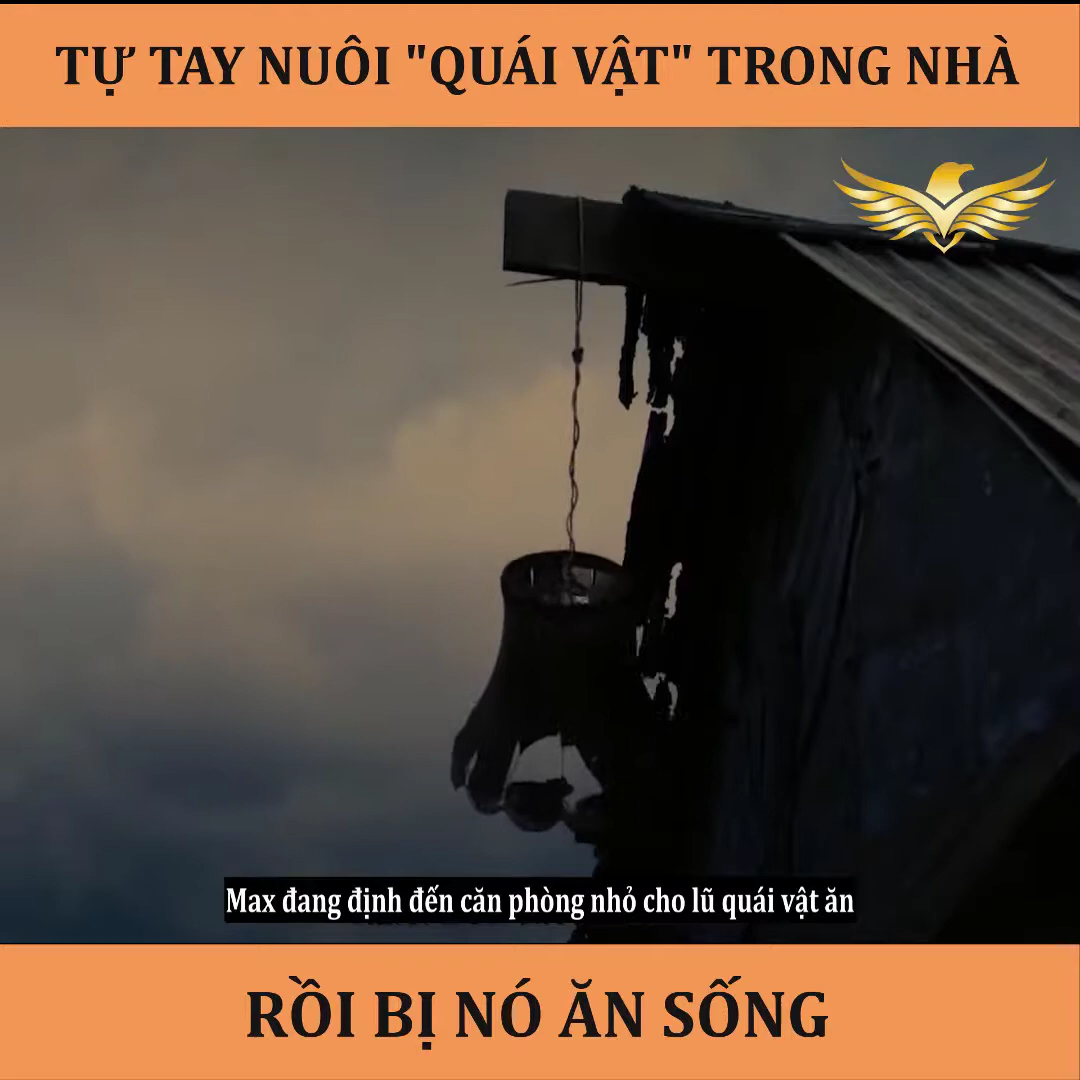 TỰ TAY NUÔI "QUÁI VẬT" TRONG NHÀ
Max đang định đến căn phòng nhỏ cho lũ quái vật ăn
RỒI BỊ NÓ ĂN SỐNG